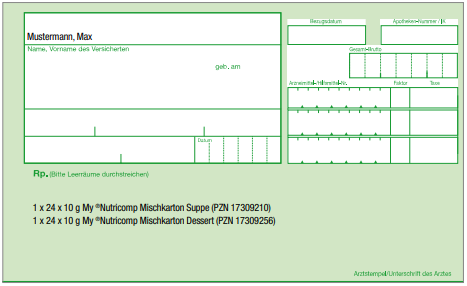 Mustermann, Max
Name, Vorname des Versicherten
geb. am
Datum
Bezugsdatum
Apotheken-Nummer / IK
Gesamt-Brutto
Arzneimittel-/Hilfsmittel-Nr.
Faktor
Taxe
Rp. (Bitte Leerräume durchstreichen)
1 x 24 x 10 g My ®Nutricomp Mischkarton Suppe (PZN 17309210)
1 x 24 x 10 g My ®Nutricomp Mischkarton Dessert (PZN 17309256)
Arztstempel/Unterschrift des Arztes